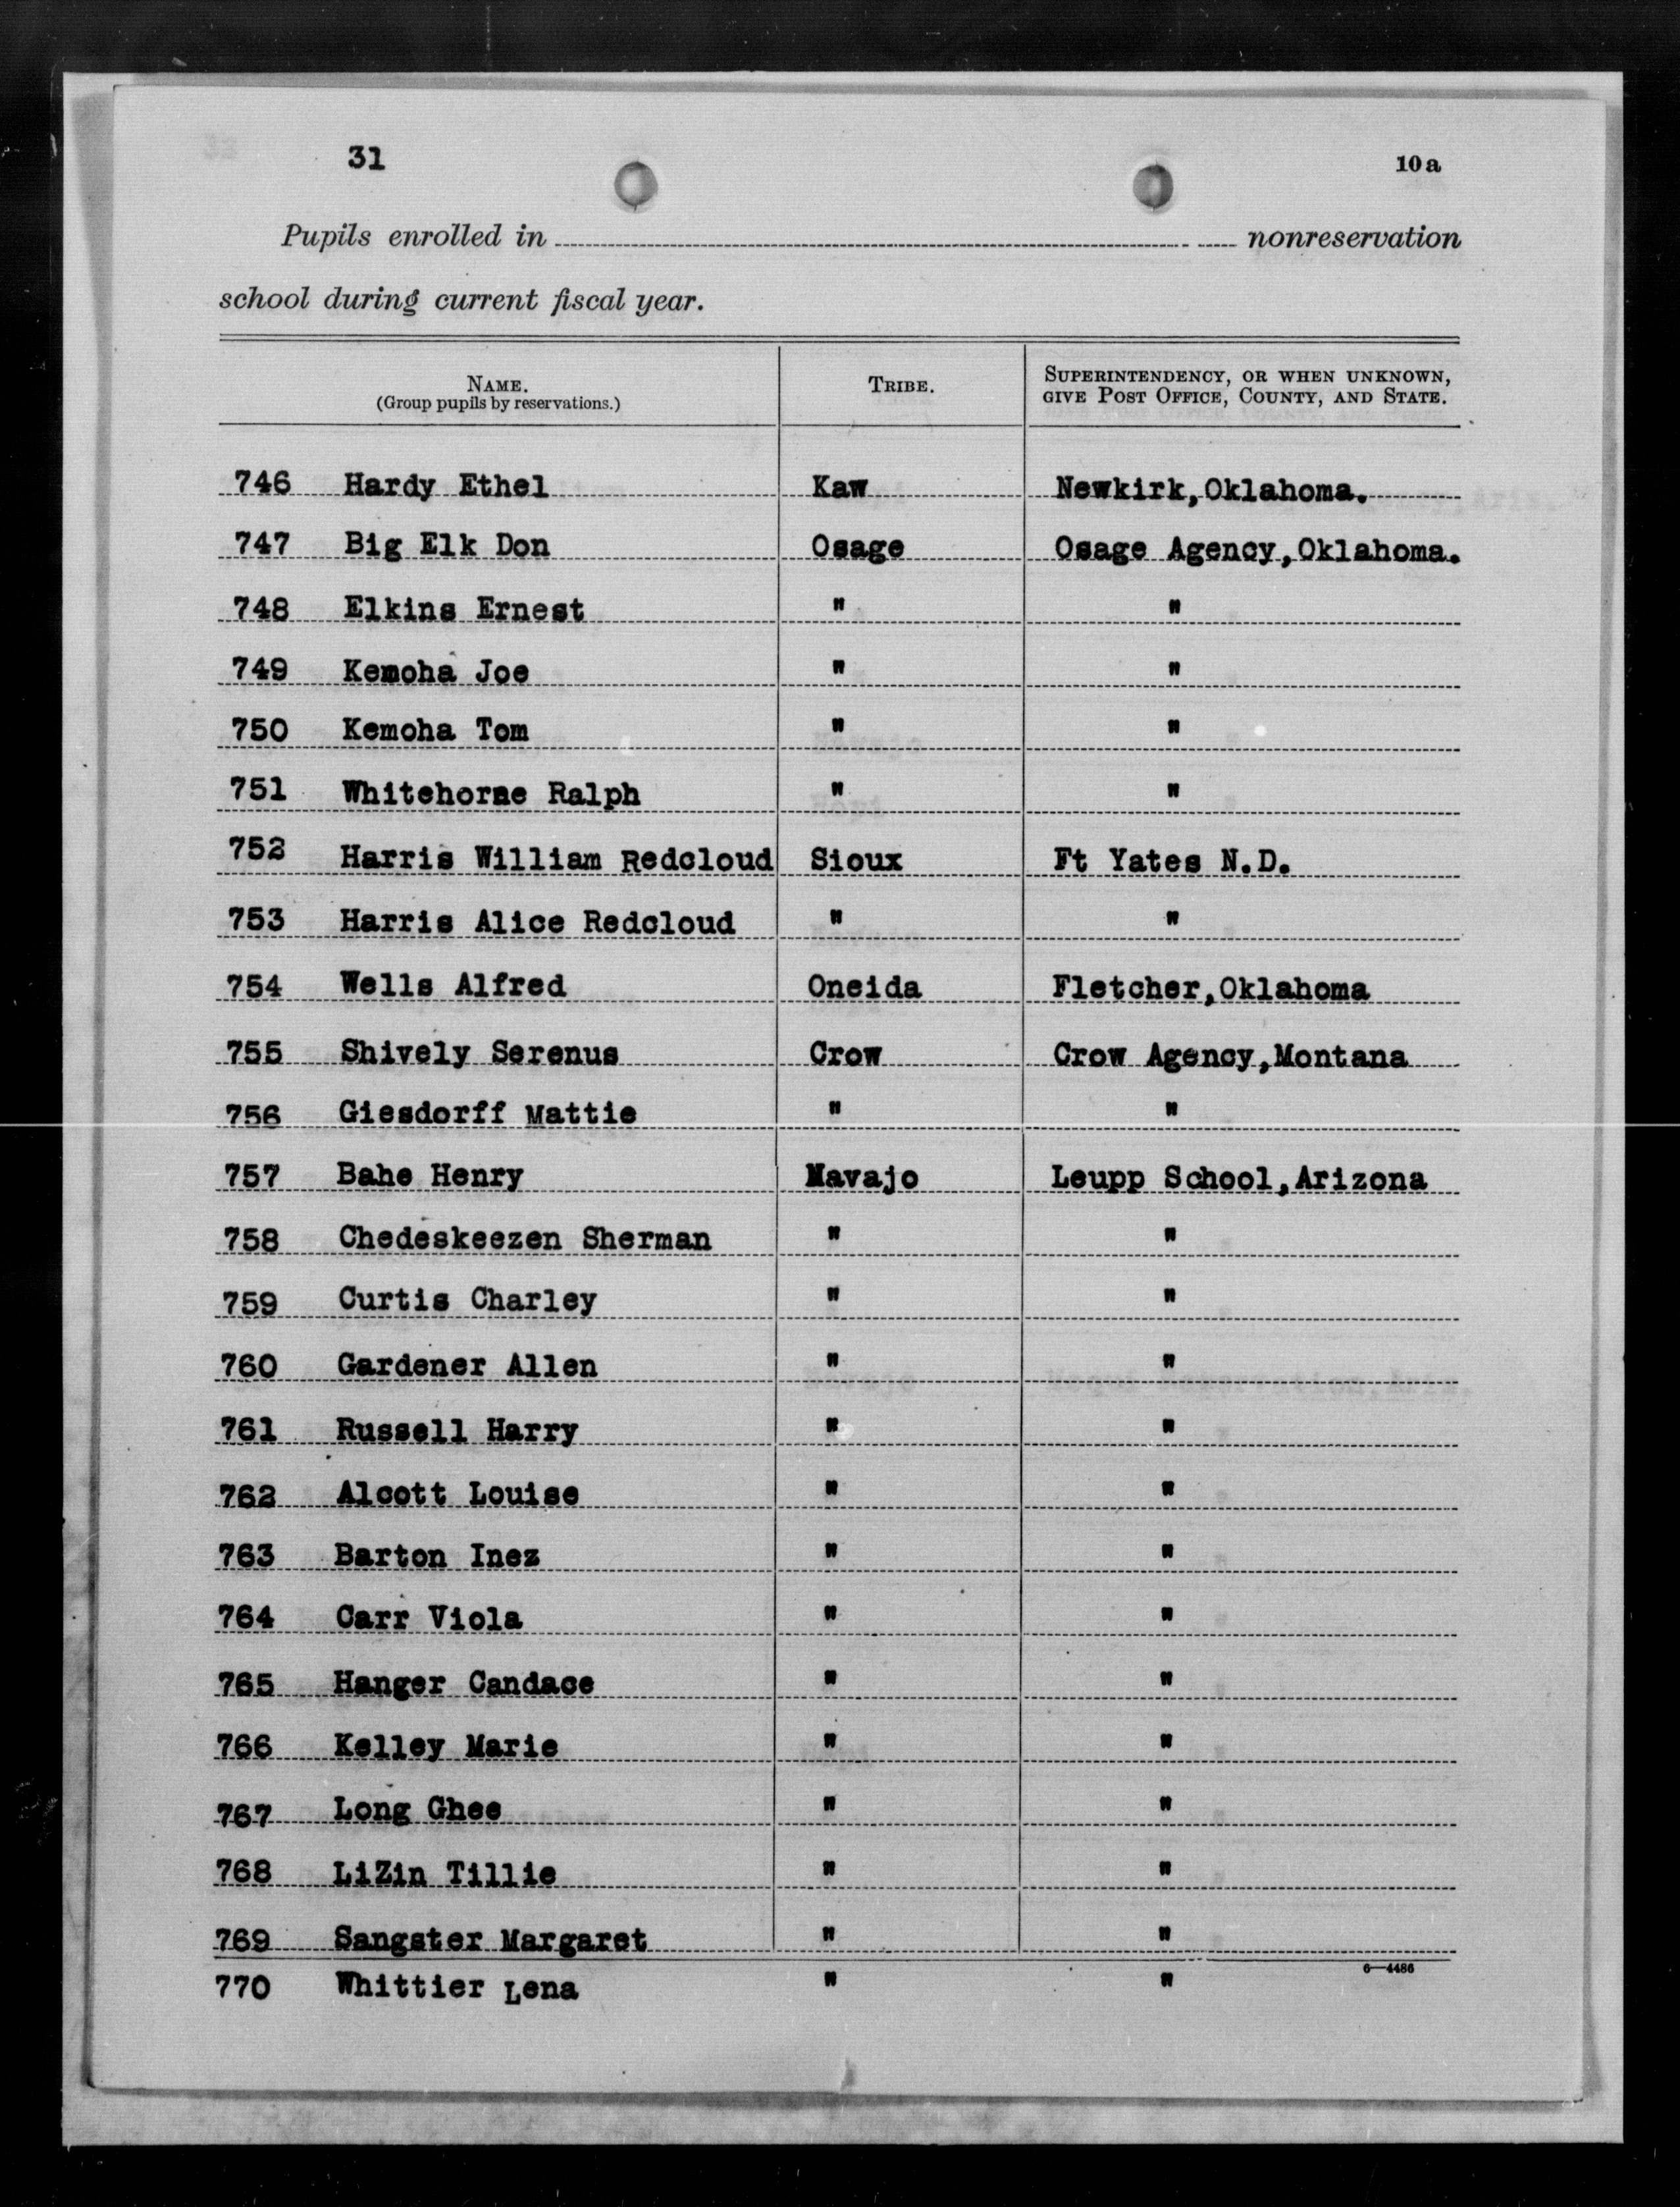 31
10a
Pupils enrolled in nonreservation
school during current fiscal year.
NAME.
(Group pupils by reservations.)
TRIBE.
SUPERINTENDENCY, OR WHEN UNKNOWN,
GIVE POST OFFICE, COUNTY, AND STATE.
746 Hardy Ethel Kaw Newkirk,Oklahoma.
747 Big Elk Don Osage Osage Agency,Oklahoma.
748 Elkins Ernest " "
749 Kemoha Joe " "
750 Kemoha Tom " "
751 Whitehorne Ralph " "
752 Harris William Redcloud Sioux Ft Yates N.D.
753 Harris Alice Redcloud " "
754 Wells Alfred Oneida Fletcher,Oklahoma
755 Shively Serenus Crow Crow Agency,Montana
756 Giesdorff Mattie " "
757 Bahe Henry Navajo Leupp School,Arizona
758 Chedeskeezen Sherman " "
759 Curtis Charley " "
760 Gardener Allen " "
761 Russell Harry " "
762 Alcott Louise " "
763 Barton Inez " "
764 Carr Viola " "
765 Hanger Candace " "
766 Kelley Marie " "
767 Long Ghee " "
768 LiZin Tillie " "
769 Sangster Margaret " "
6—4486
770 Whittier Lena " "